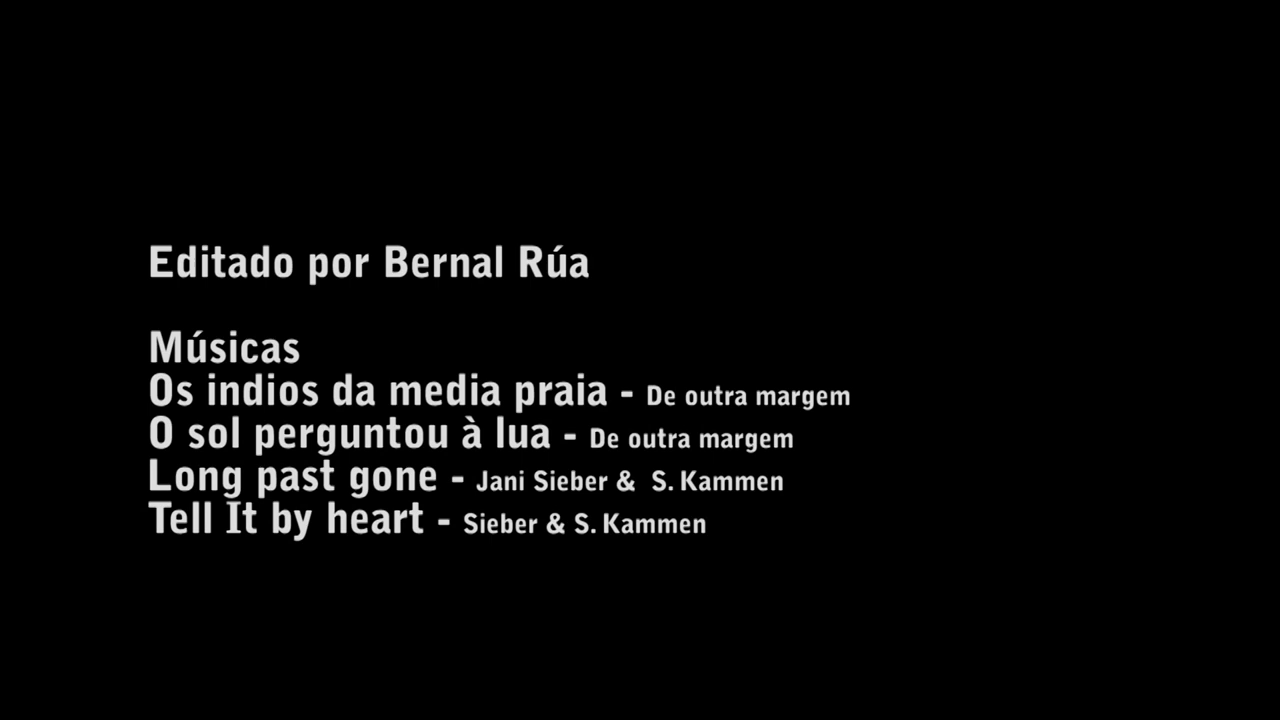 Editado por Bernal Rúa
Músicas
Os indios da media praia - De outra margem
O sol perguntou à lua - De outra margem
Long past gone - Jani Sieber & S. Kammen
Tell It by heart - Sieber & S. Kammen